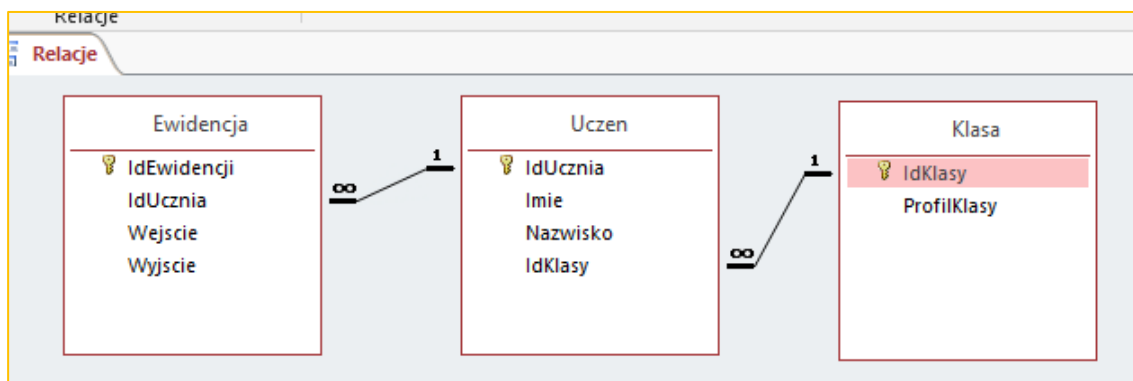 Relacje
Relacje
Ewidencja
IdEwidencji
IdUcznia
Wejscie
Wyjscie
∞
1
Uczen
IdUcznia
Imie
Nazwisko
IdKlasy
∞
1
Klasa
IdKlasy
ProfilKlasy